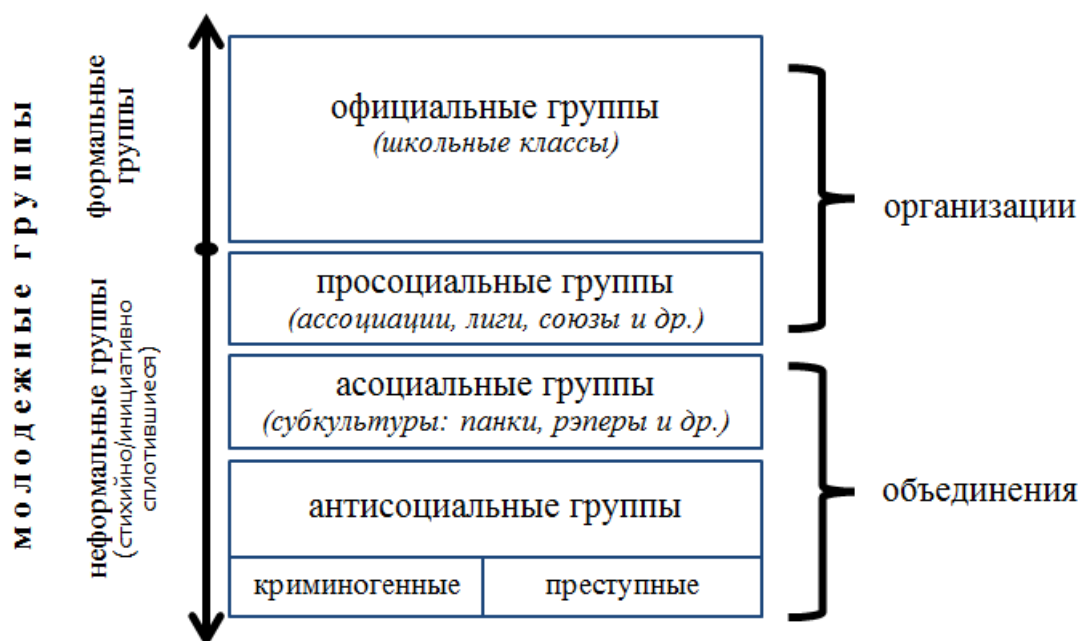 молодежные группы
формальные
группы
неформальные группы
(стихийно/инициативно
сплотившиеся)
официальные группы
(школьные классы)
просоциальные группы
(ассоциации, лиги, союзы и др.)
асоциальные группы
(субкультуры: панки, рэперы и др.)
антисоциальные группы
криминогенные
преступные
организации
объединения